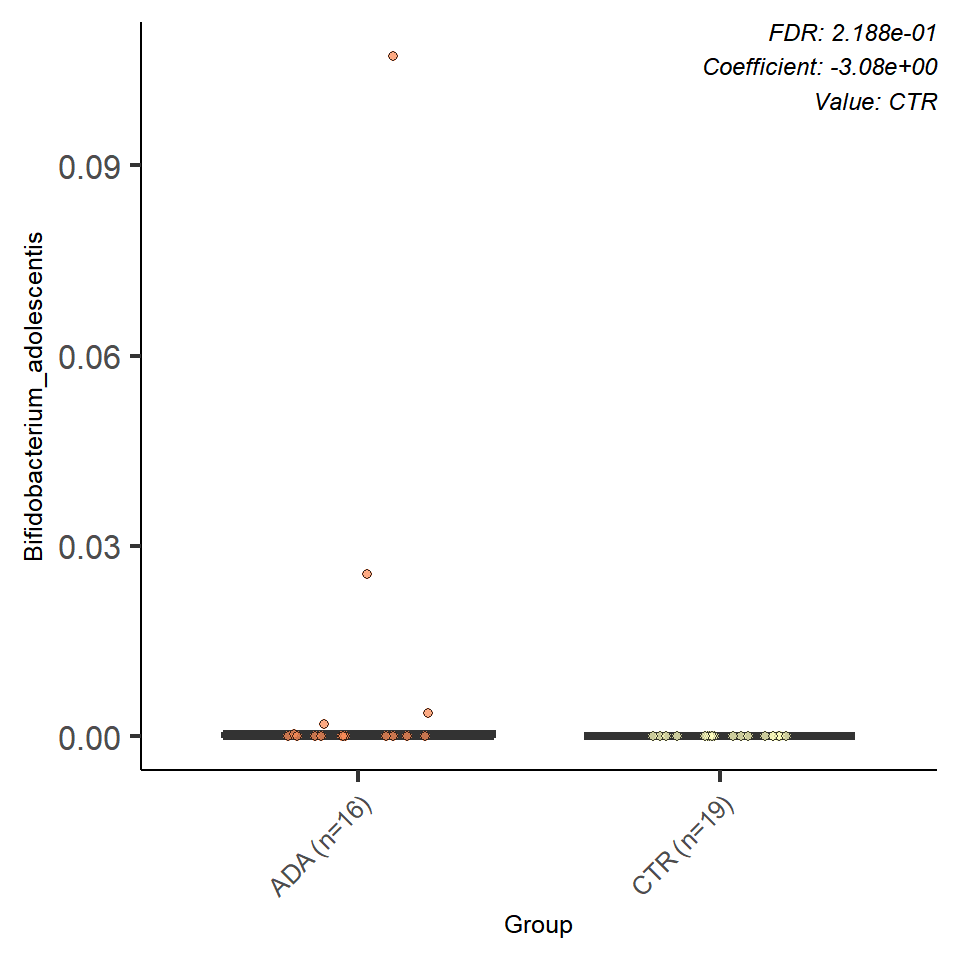 FDR: 2.188e-01
Coefficient: -3.08e+00
Value: CTR
0.09
0.06
0.03
0.00
Bifidobacterium_adolescentis
ADA (n=16)
CTR (n=19)
Group